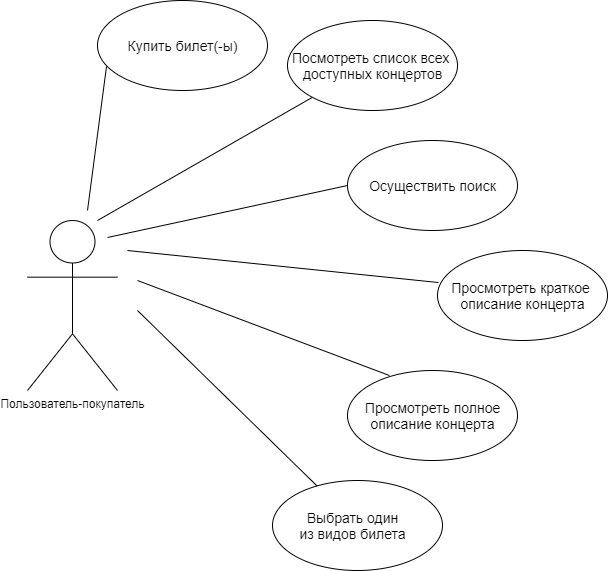 Купить билет(-ы)
Посмотреть список всех
доступных концертов
Осуществить поиск
Просмотреть краткое
описание концерта
Пользователь-покупатель
Просмотреть полное
описание концерта
Выбрать один
из видов билета